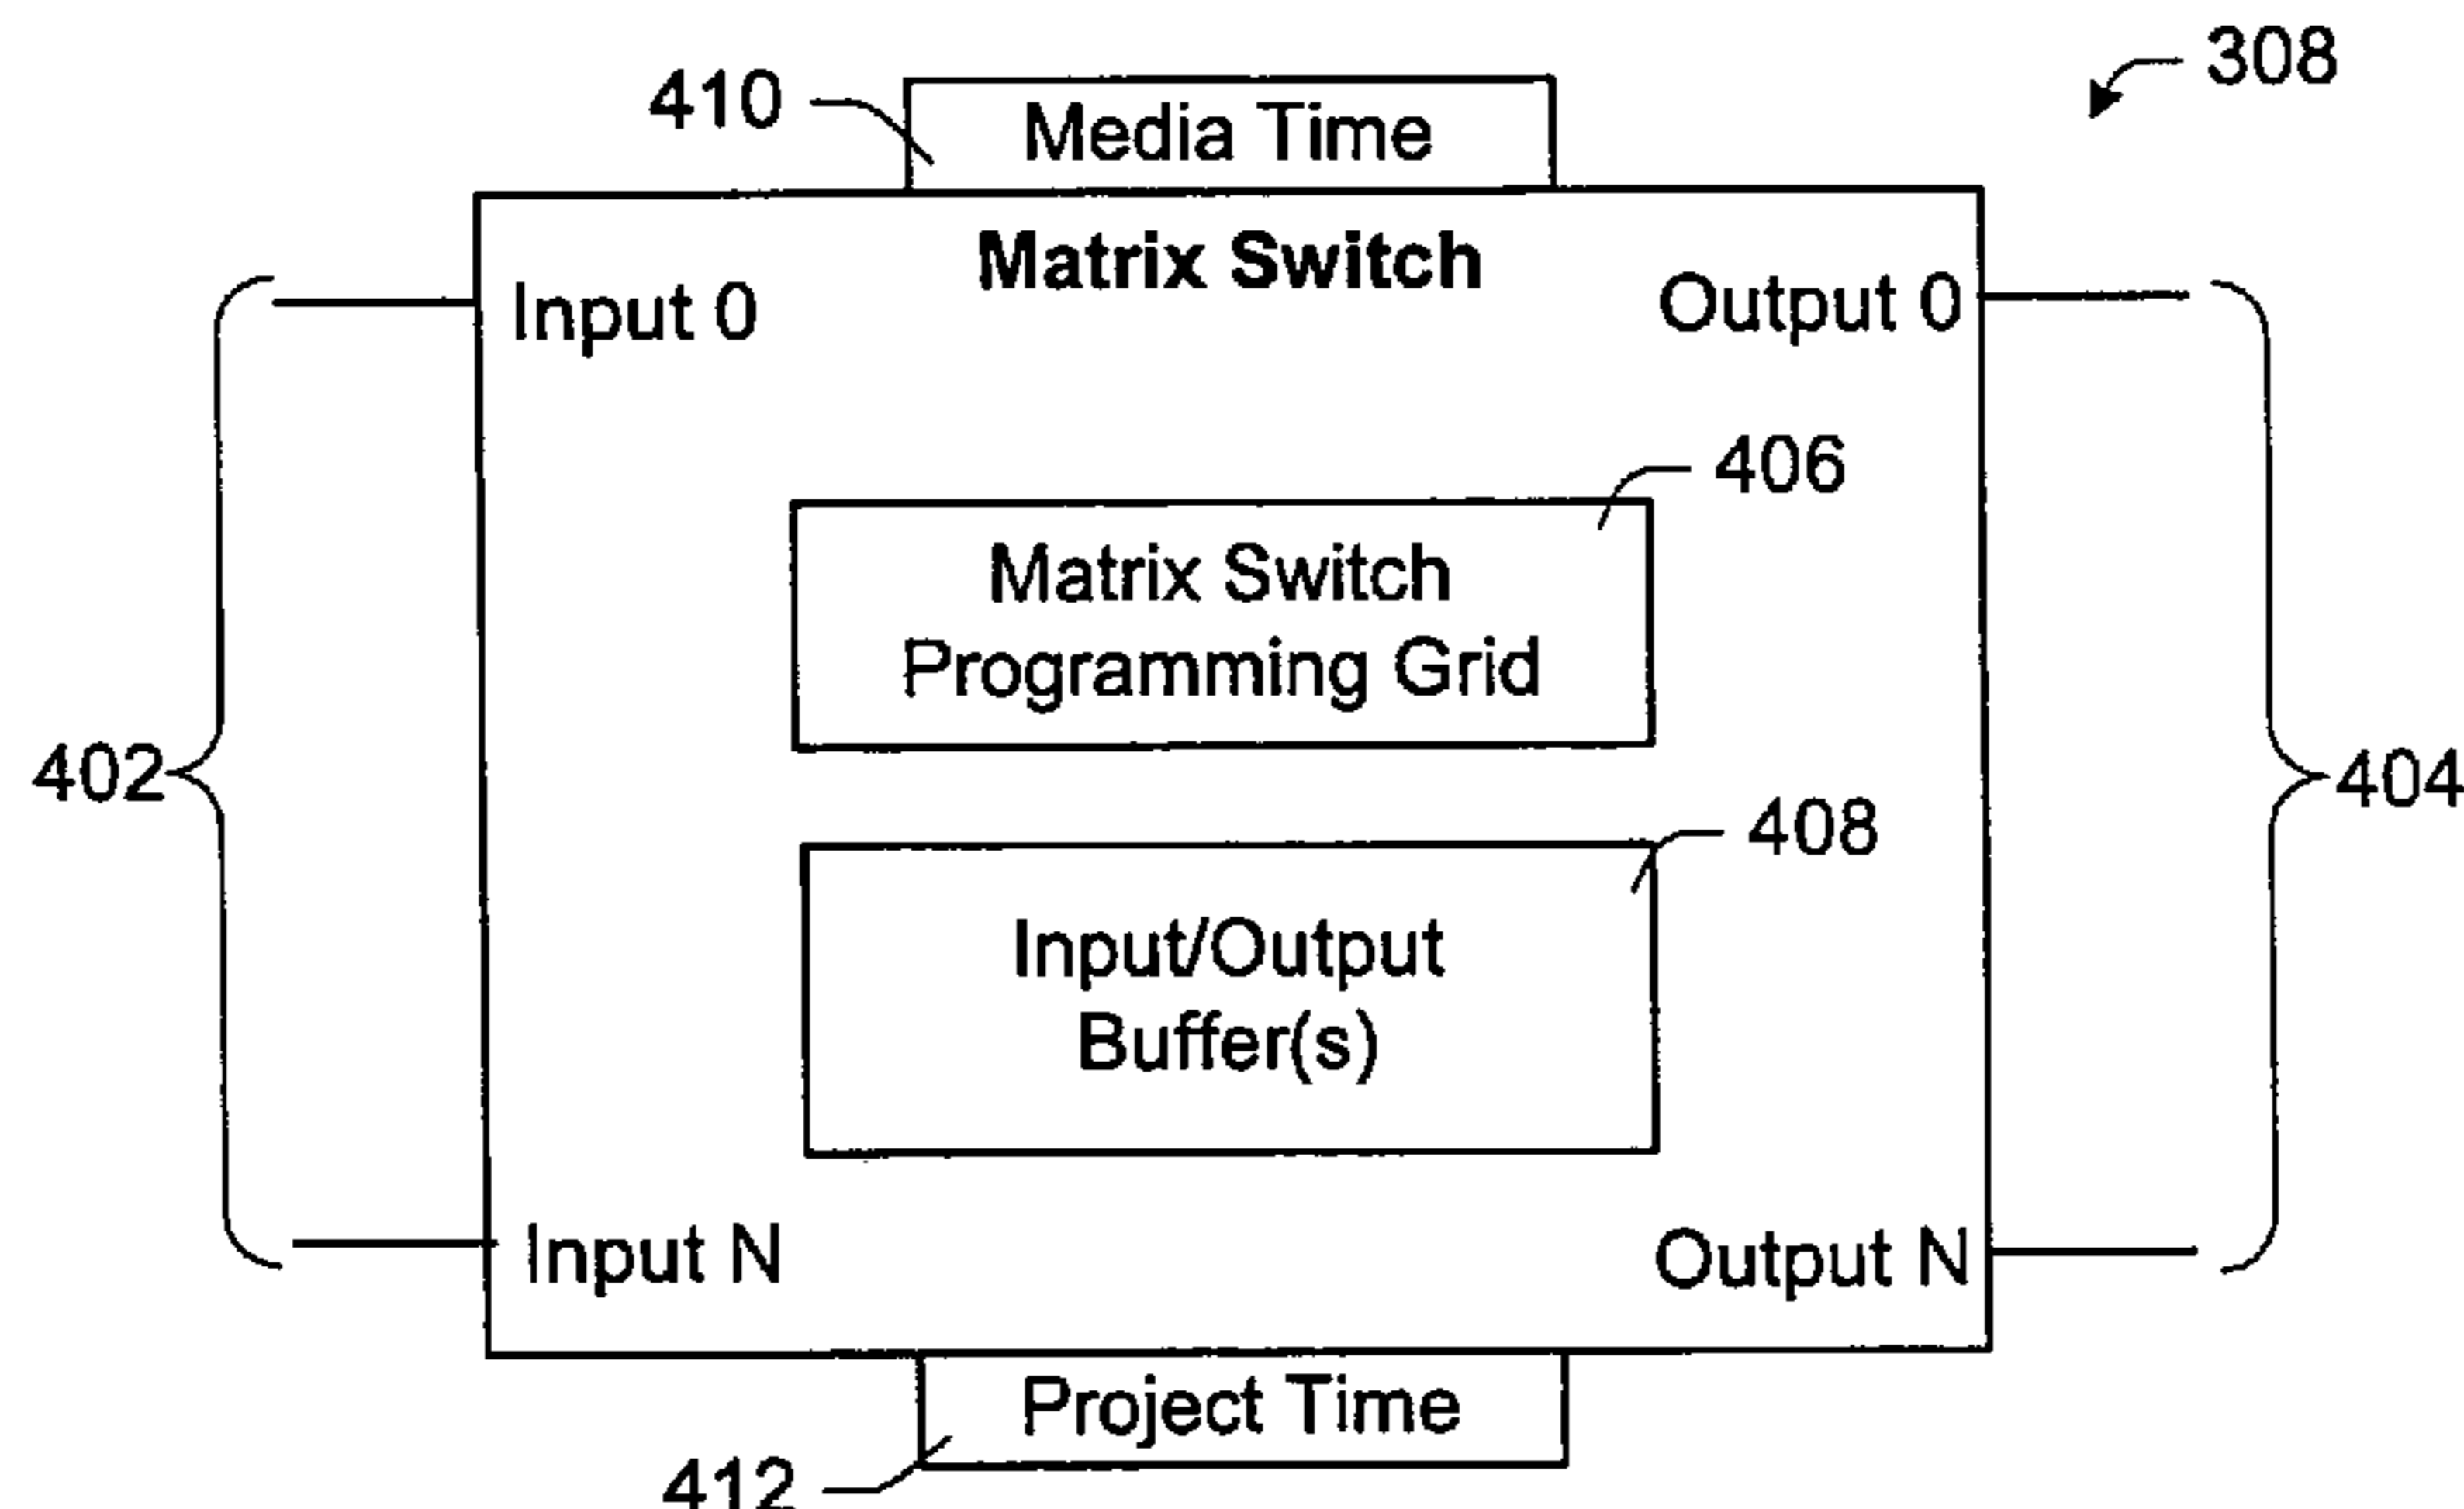 308
410
Media Time
Matrix Switch
Input 0
Output 0
406
Matrix Switch
Programming Grid
402
404
408
Input/Output
Buffer(s)
Input N
Output N
Project Time
412